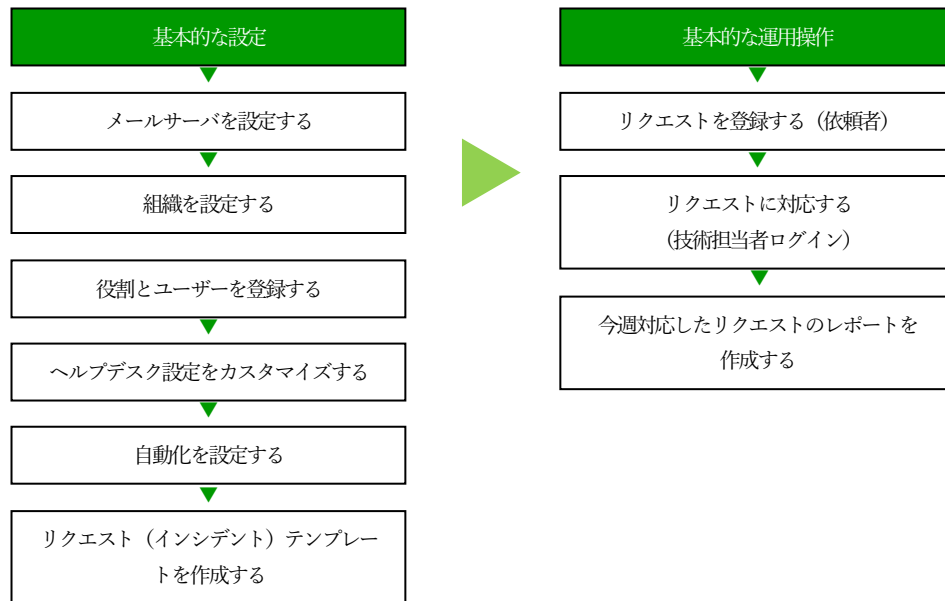 基本的な設定
メールサーバを設定する
組織を設定する
役割とユーザーを登録する
ヘルプデスク設定をカスタマイズする
自動化を設定する
リクエスト（インシデント）テンプレー
トを作成する
基本的な運用操作
リクエストを登録する（依頼者）
リクエストに対応する
（技術担当者ログイン）
今週対応したリクエストのレポートを
作成する